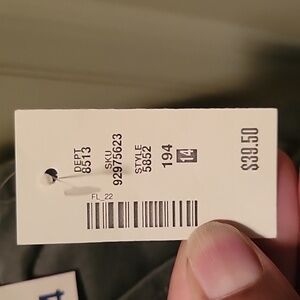 DEPT
8513
SKU
92975623
STYLE
5852
194
14
$39.50
FL_22